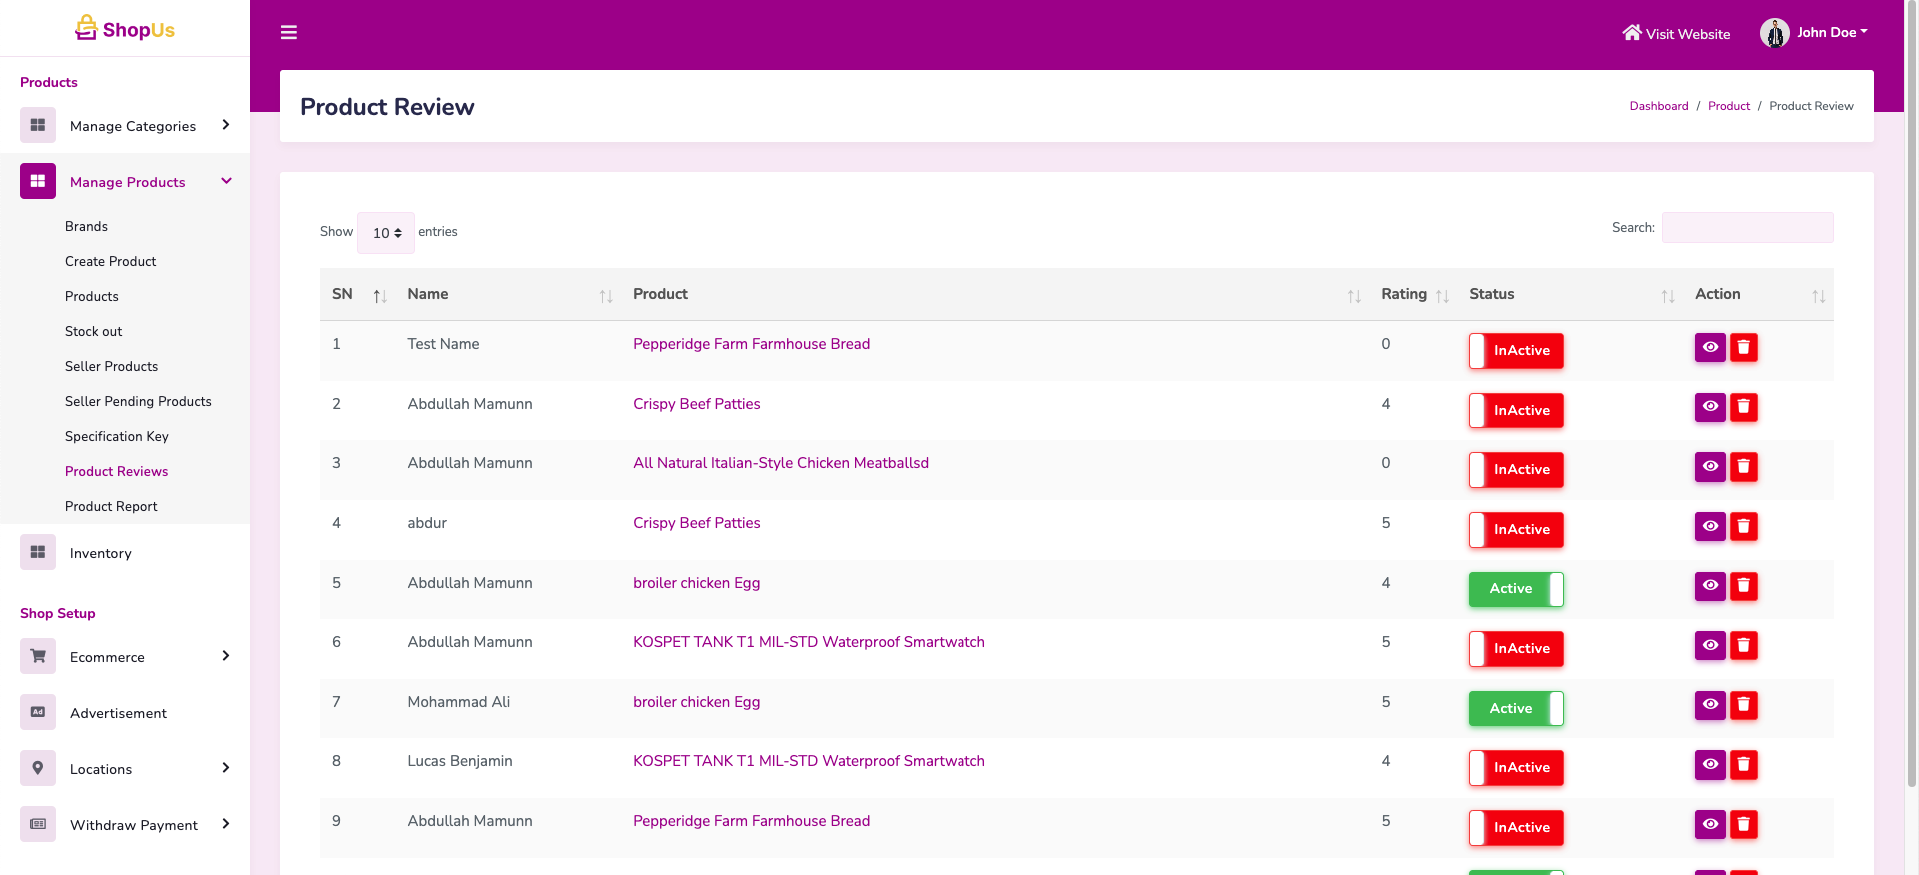 ShopUs
Visit Website
John Doe
Products
Manage Categories
Manage Products
Brands
Create Product
Products
Stock out
Seller Products
Seller Pending Products
Specification Key
Product Reviews
Product Report
Inventory
Shop Setup
Ecommerce
Ad Advertisement
Locations
Withdraw Payment
Product Review
Dashboard / Product / Product Review
Show 10 entries
Search:
SN Name Product Rating Status Action
1 Test Name Pepperidge Farm Farmhouse Bread 0 InActive
2 Abdullah Mamunn Crispy Beef Patties 4 InActive
3 Abdullah Mamunn All Natural Italian-Style Chicken Meatballsd 0 InActive
4 abdur Crispy Beef Patties 5 InActive
5 Abdullah Mamunn broiler chicken Egg 4 Active
6 Abdullah Mamunn KOSPET TANK T1 MIL-STD Waterproof Smartwatch 5 InActive
7 Mohammad Ali broiler chicken Egg 5 Active
8 Lucas Benjamin KOSPET TANK T1 MIL-STD Waterproof Smartwatch 4 InActive
9 Abdullah Mamunn Pepperidge Farm Farmhouse Bread 5 InActive